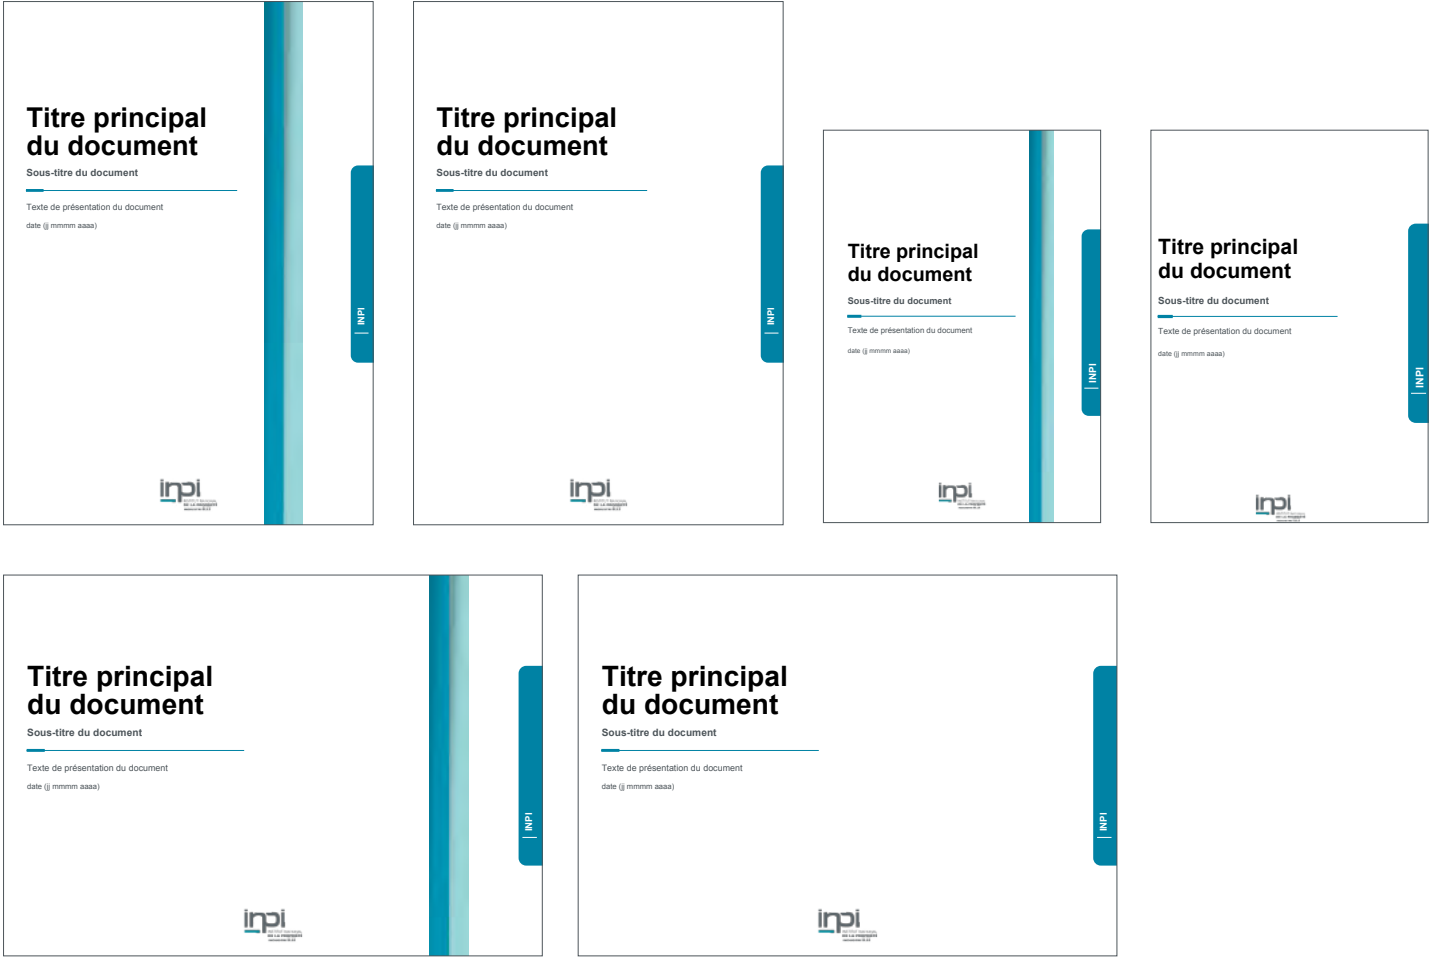 Titre principal
du document
Sous-titre du document
Texte de présentation du document
date (jj mmmm aaaa)
INPI
inpi
Titre principal
du document
Sous-titre du document
Texte de présentation du document
date (jj mmmm aaaa)
INPI
inpi
Titre principal
du document
Sous-titre du document
Texte de présentation du document
date (jj mmmm aaaa)
INPI
inpi
Titre principal
du document
Sous-titre du document
Texte de présentation du document
date (jj mmmm aaaa)
INPI
inpi
Titre principal
du document
Sous-titre du document
Texte de présentation du document
date (jj mmmm aaaa)
INPI
inpi
Titre principal
du document
Sous-titre du document
Texte de présentation du document
date (jj mmmm aaaa)
INPI
inpi